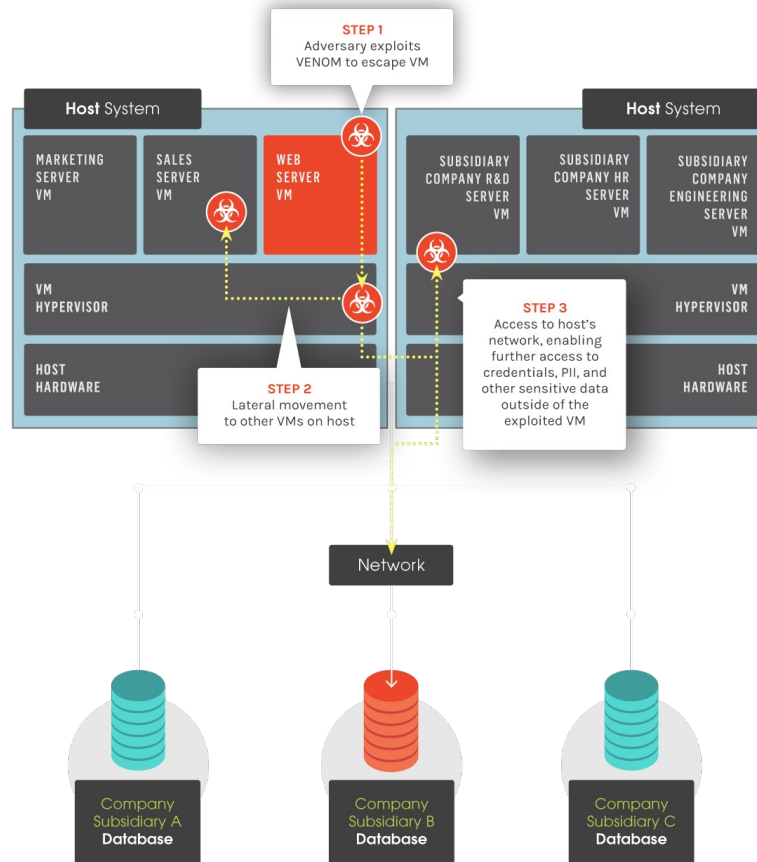 STEP 1
Adversary exploits
VENOM to escape VM
Host System
Host System
MARKETING
SERVER
VM
SALES
SERVER
VM
WEB
SERVER
VM
SUBSIDIARY
COMPANY R&D
SERVER
VM
SUBSIDIARY
COMPANY HR
SERVER
VM
SUBSIDIARY
COMPANY
ENGINEERING
SERVER
VM
VM
HYPERVISOR
VM
HYPERVISOR
HOST
HARDWARE
HOST
HARDWARE
STEP 2
Lateral movement
to other VMs on host
STEP 3
Access to host's
network, enabling
further access to
credentials, PII, and
other sensitive data
outside of the
exploited VM
Network
Company
Subsidiary A
Database
Company
Subsidiary B
Database
Company
Subsidiary C
Database